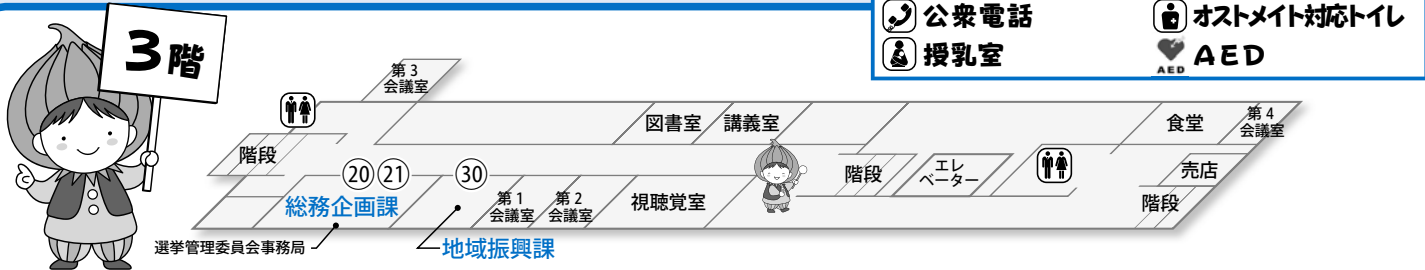 公衆電話
オストメイト対応トイレ
授乳室
AED
AED
3階
第3
会議室
図書室
講義室
食堂
第4
会議室
階段
20
21
30
階段
エレ
ベーター
売店
総務企画課
第1
会議室
第2
会議室
視聴覚室
階段
選挙管理委員会事務局
地域振興課